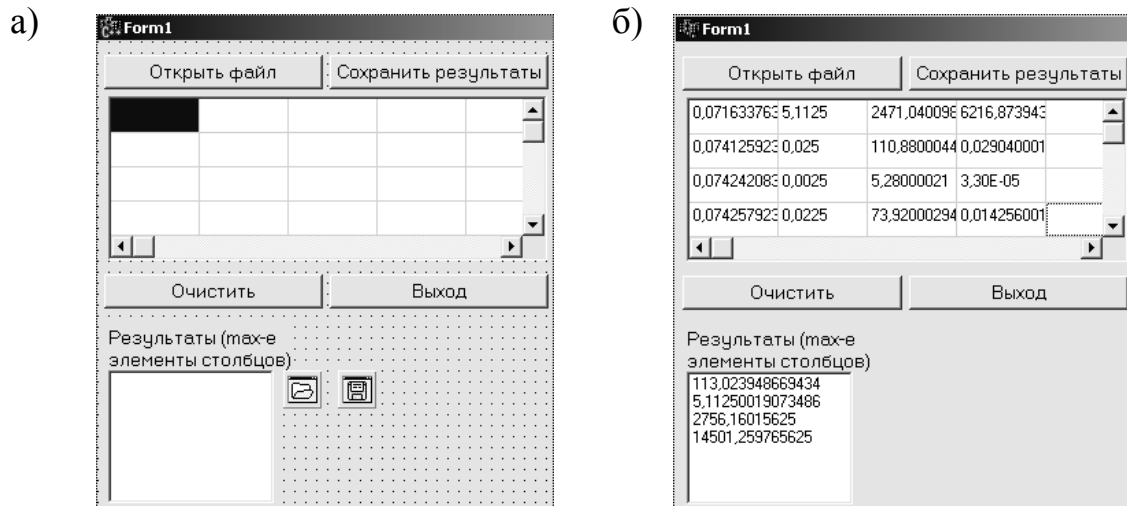 а)
Form1
Открыть файл Сохранить результаты
Очистить Выход
Результаты (max-е
элементы столбцов)
б)
Form1
Открыть файл Сохранить результаты
0,071633763 5,1125 2471,040098 6216,873943
0,074125923 0,025 110,8800044 0,029040001
0,074242083 0,0025 5,28000021 3,30E-05
0,074257923 0,0225 73,92000294 0,014256001
Очистить Выход
Результаты (max-е
элементы столбцов)
113,023948669434
5,11250019073486
2756,16015625
14501,259765625